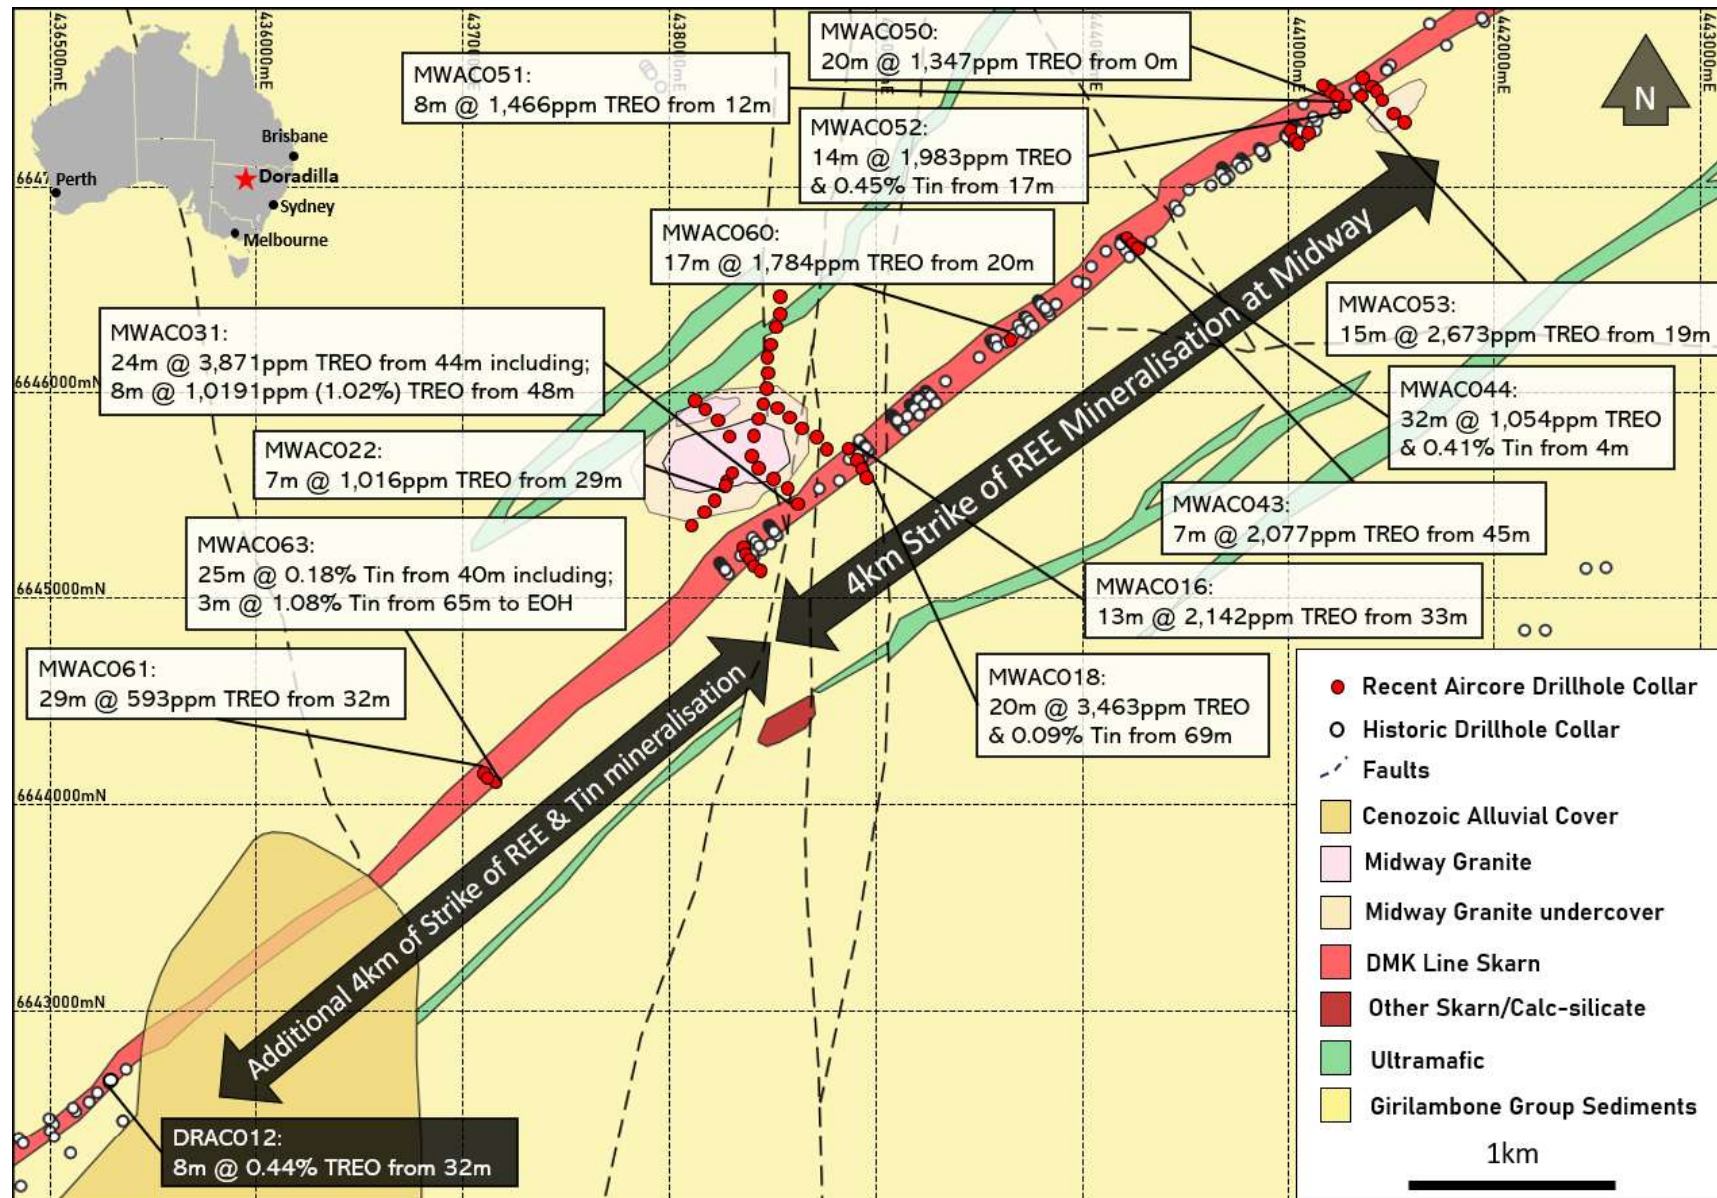 436500mE
436000mE
437000mE
438000mE
441000mE
442000mE
443000mE
MWAC050:
20m @ 1,347ppm TREO from 0m
MWAC051:
8m @ 1,466ppm TREO from 12m
N
MWAC052:
14m @ 1,983ppm TREO
& 0.45% Tin from 17m
Brisbane
Perth
Doradilla
Sydney
Melbourne
6647
MWAC060:
17m @ 1,784ppm TREO from 20m
4km Strike of REE Mineralisation at Midway
MWAC053:
15m @ 2,673ppm TREO from 19m
MWAC031:
24m @ 3,871ppm TREO from 44m including;
8m @ 1,0191ppm (1.02%) TREO from 48m
6646000mN
MWAC044:
32m @ 1,054ppm TREO
& 0.41% Tin from 4m
MWAC022:
7m @ 1,016ppm TREO from 29m
MWAC043:
7m @ 2,077ppm TREO from 45m
MWAC063:
25m @ 0.18% Tin from 40m including;
3m @ 1.08% Tin from 65m to EOH
6645000mN
MWAC016:
13m @ 2,142ppm TREO from 33m
MWAC061:
29m @ 593ppm TREO from 32m
MWAC018:
20m @ 3,463ppm TREO
& 0.09% Tin from 69m
Additional 4km of Strike of REE & Tin mineralisation
6644000mN
6643000mN
DRAC012:
8m @ 0.44% TREO from 32m
Recent Aircore Drillhole Collar
Historic Drillhole Collar
Faults
Cenozoic Alluvial Cover
Midway Granite
Midway Granite undercover
DMK Line Skarn
Other Skarn/Calc-silicate
Ultramafic
Girilambone Group Sediments
1km